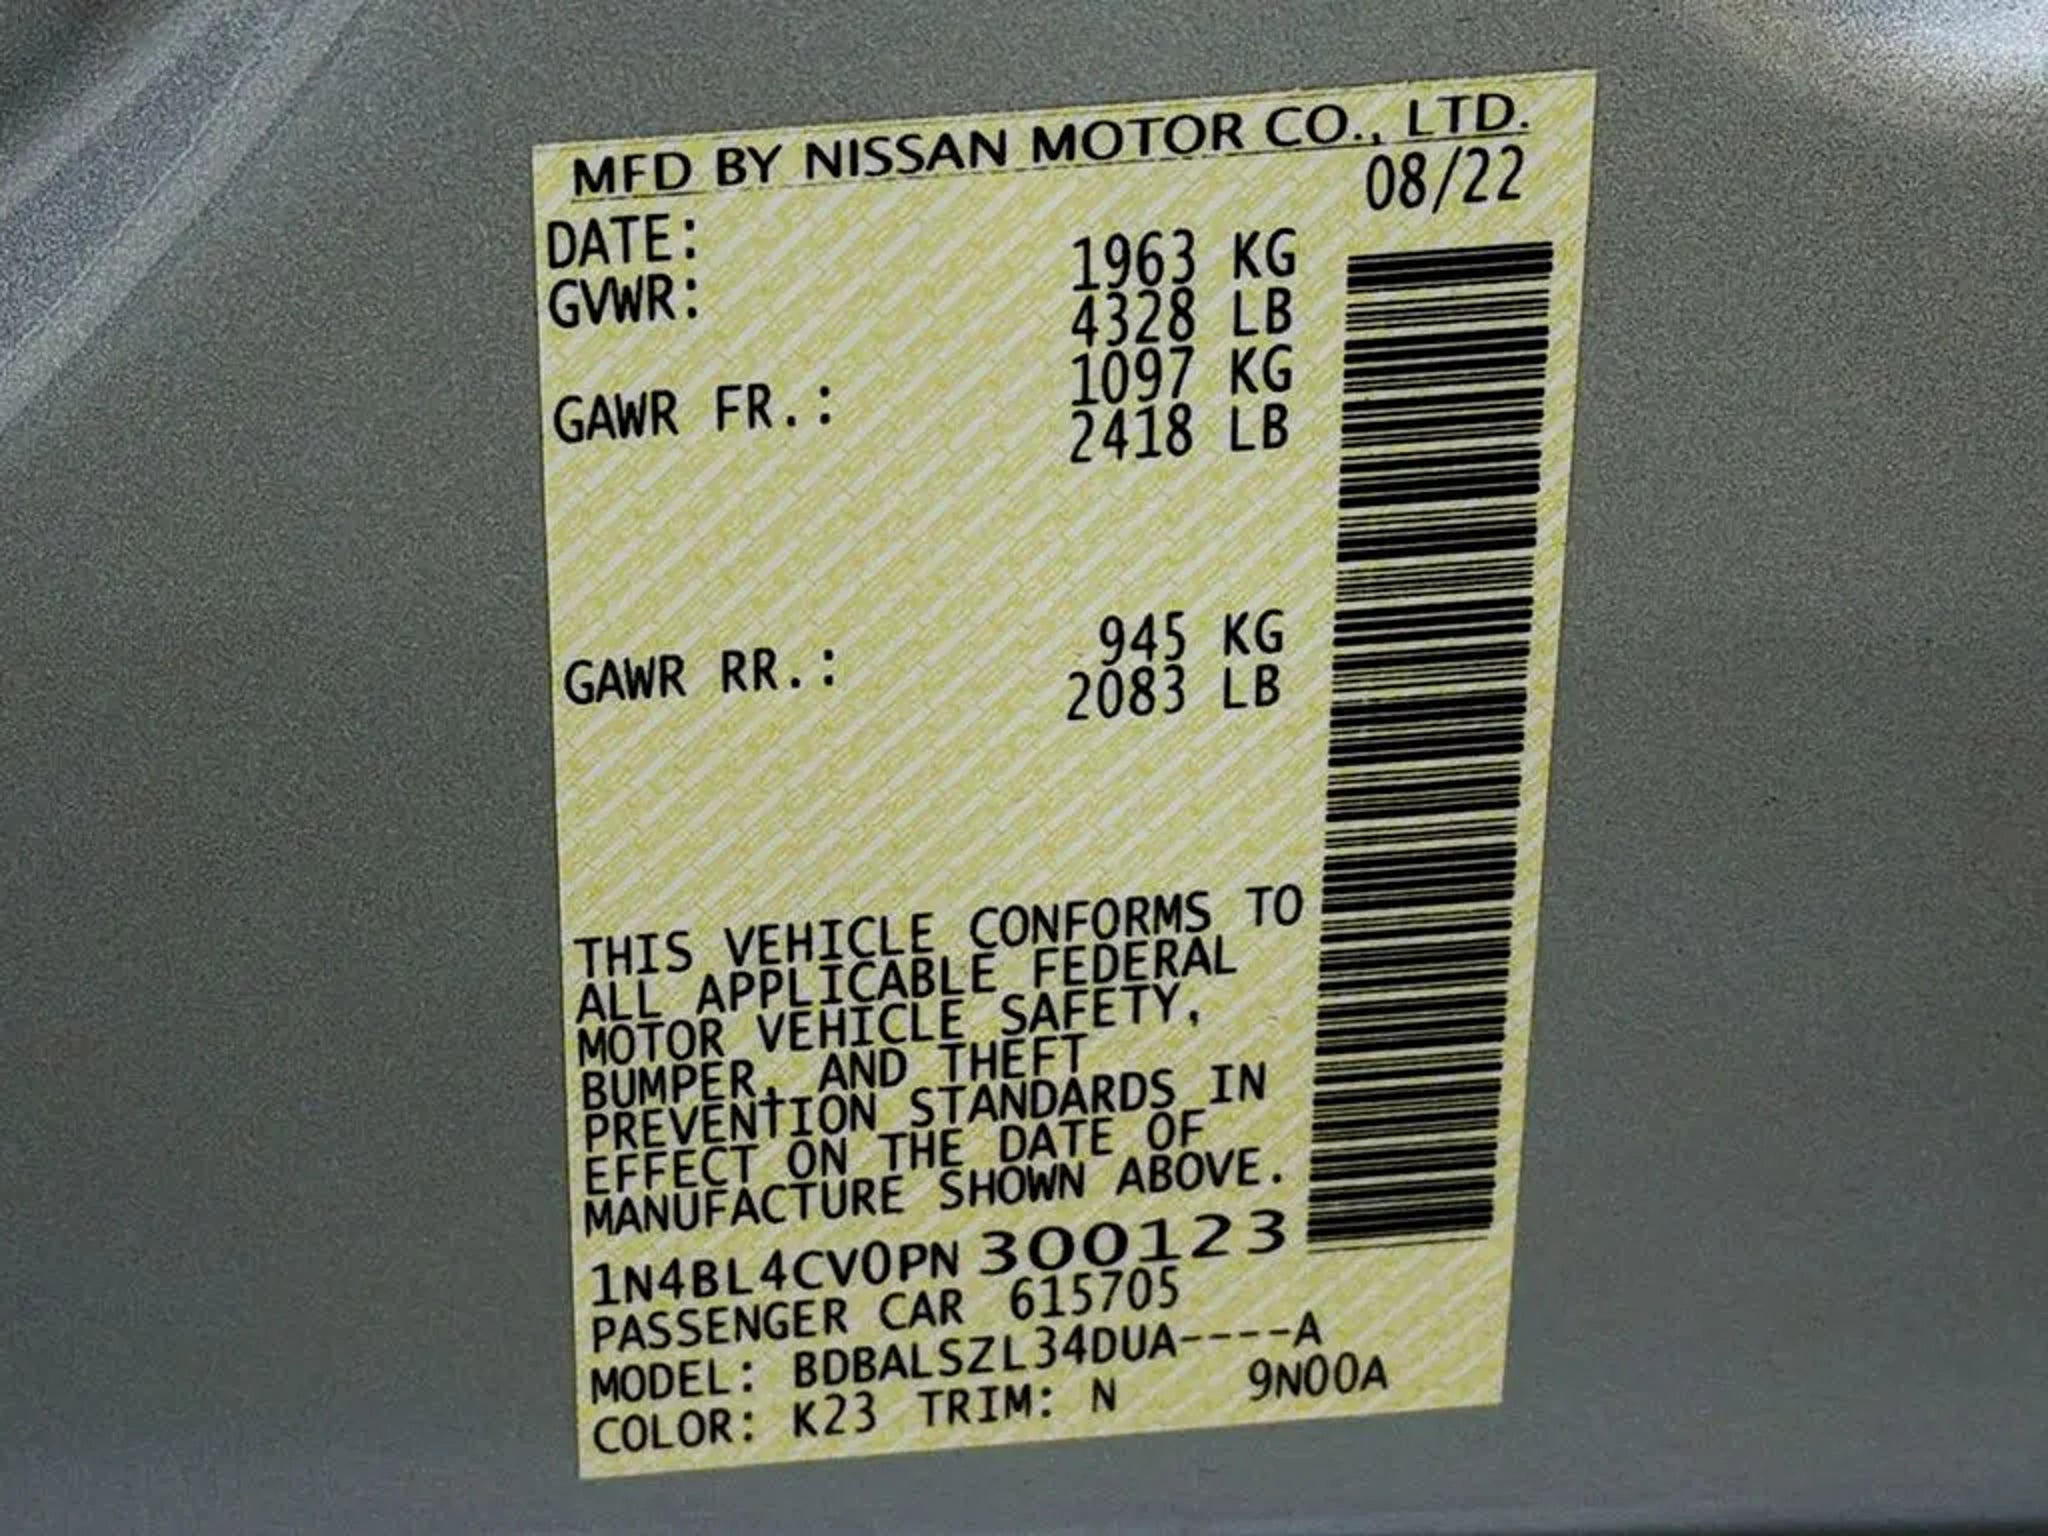 MFD BY NISSAN MOTOR CO., LTD.
DATE: 08/22
GVWR: 1963 KG
4328 LB
GAWR FR.: 1097 KG
2418 LB
GAWR RR.: 945 KG
2083 LB
THIS VEHICLE CONFORMS TO
ALL APPLICABLE FEDERAL
MOTOR VEHICLE SAFETY,
BUMPER, AND THEFT
PREVENTION STANDARDS IN
EFFECT ON THE DATE OF
MANUFACTURE SHOWN ABOVE.
1N4BL4CV0PN 300123
PASSENGER CAR 615705
MODEL: BDBALSZL34DUA----A
COLOR: K23 TRIM: N 9N00A